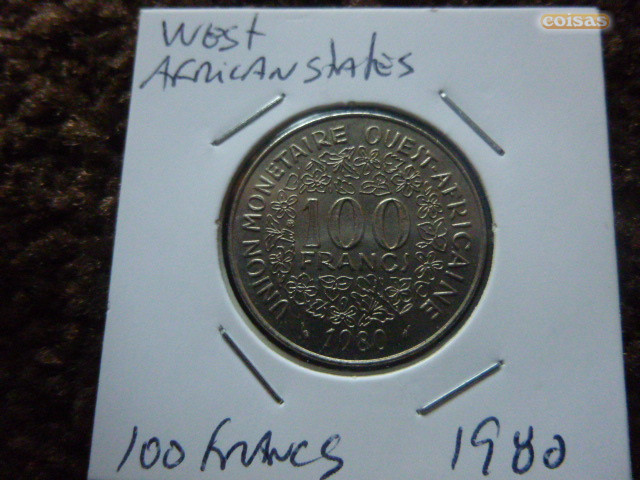 coisas
WEST
AFRICAN STATES
UNION MONETAIRE OUEST-AFRICAINE
100
FRANCS
1980
100 FRANCS 1980